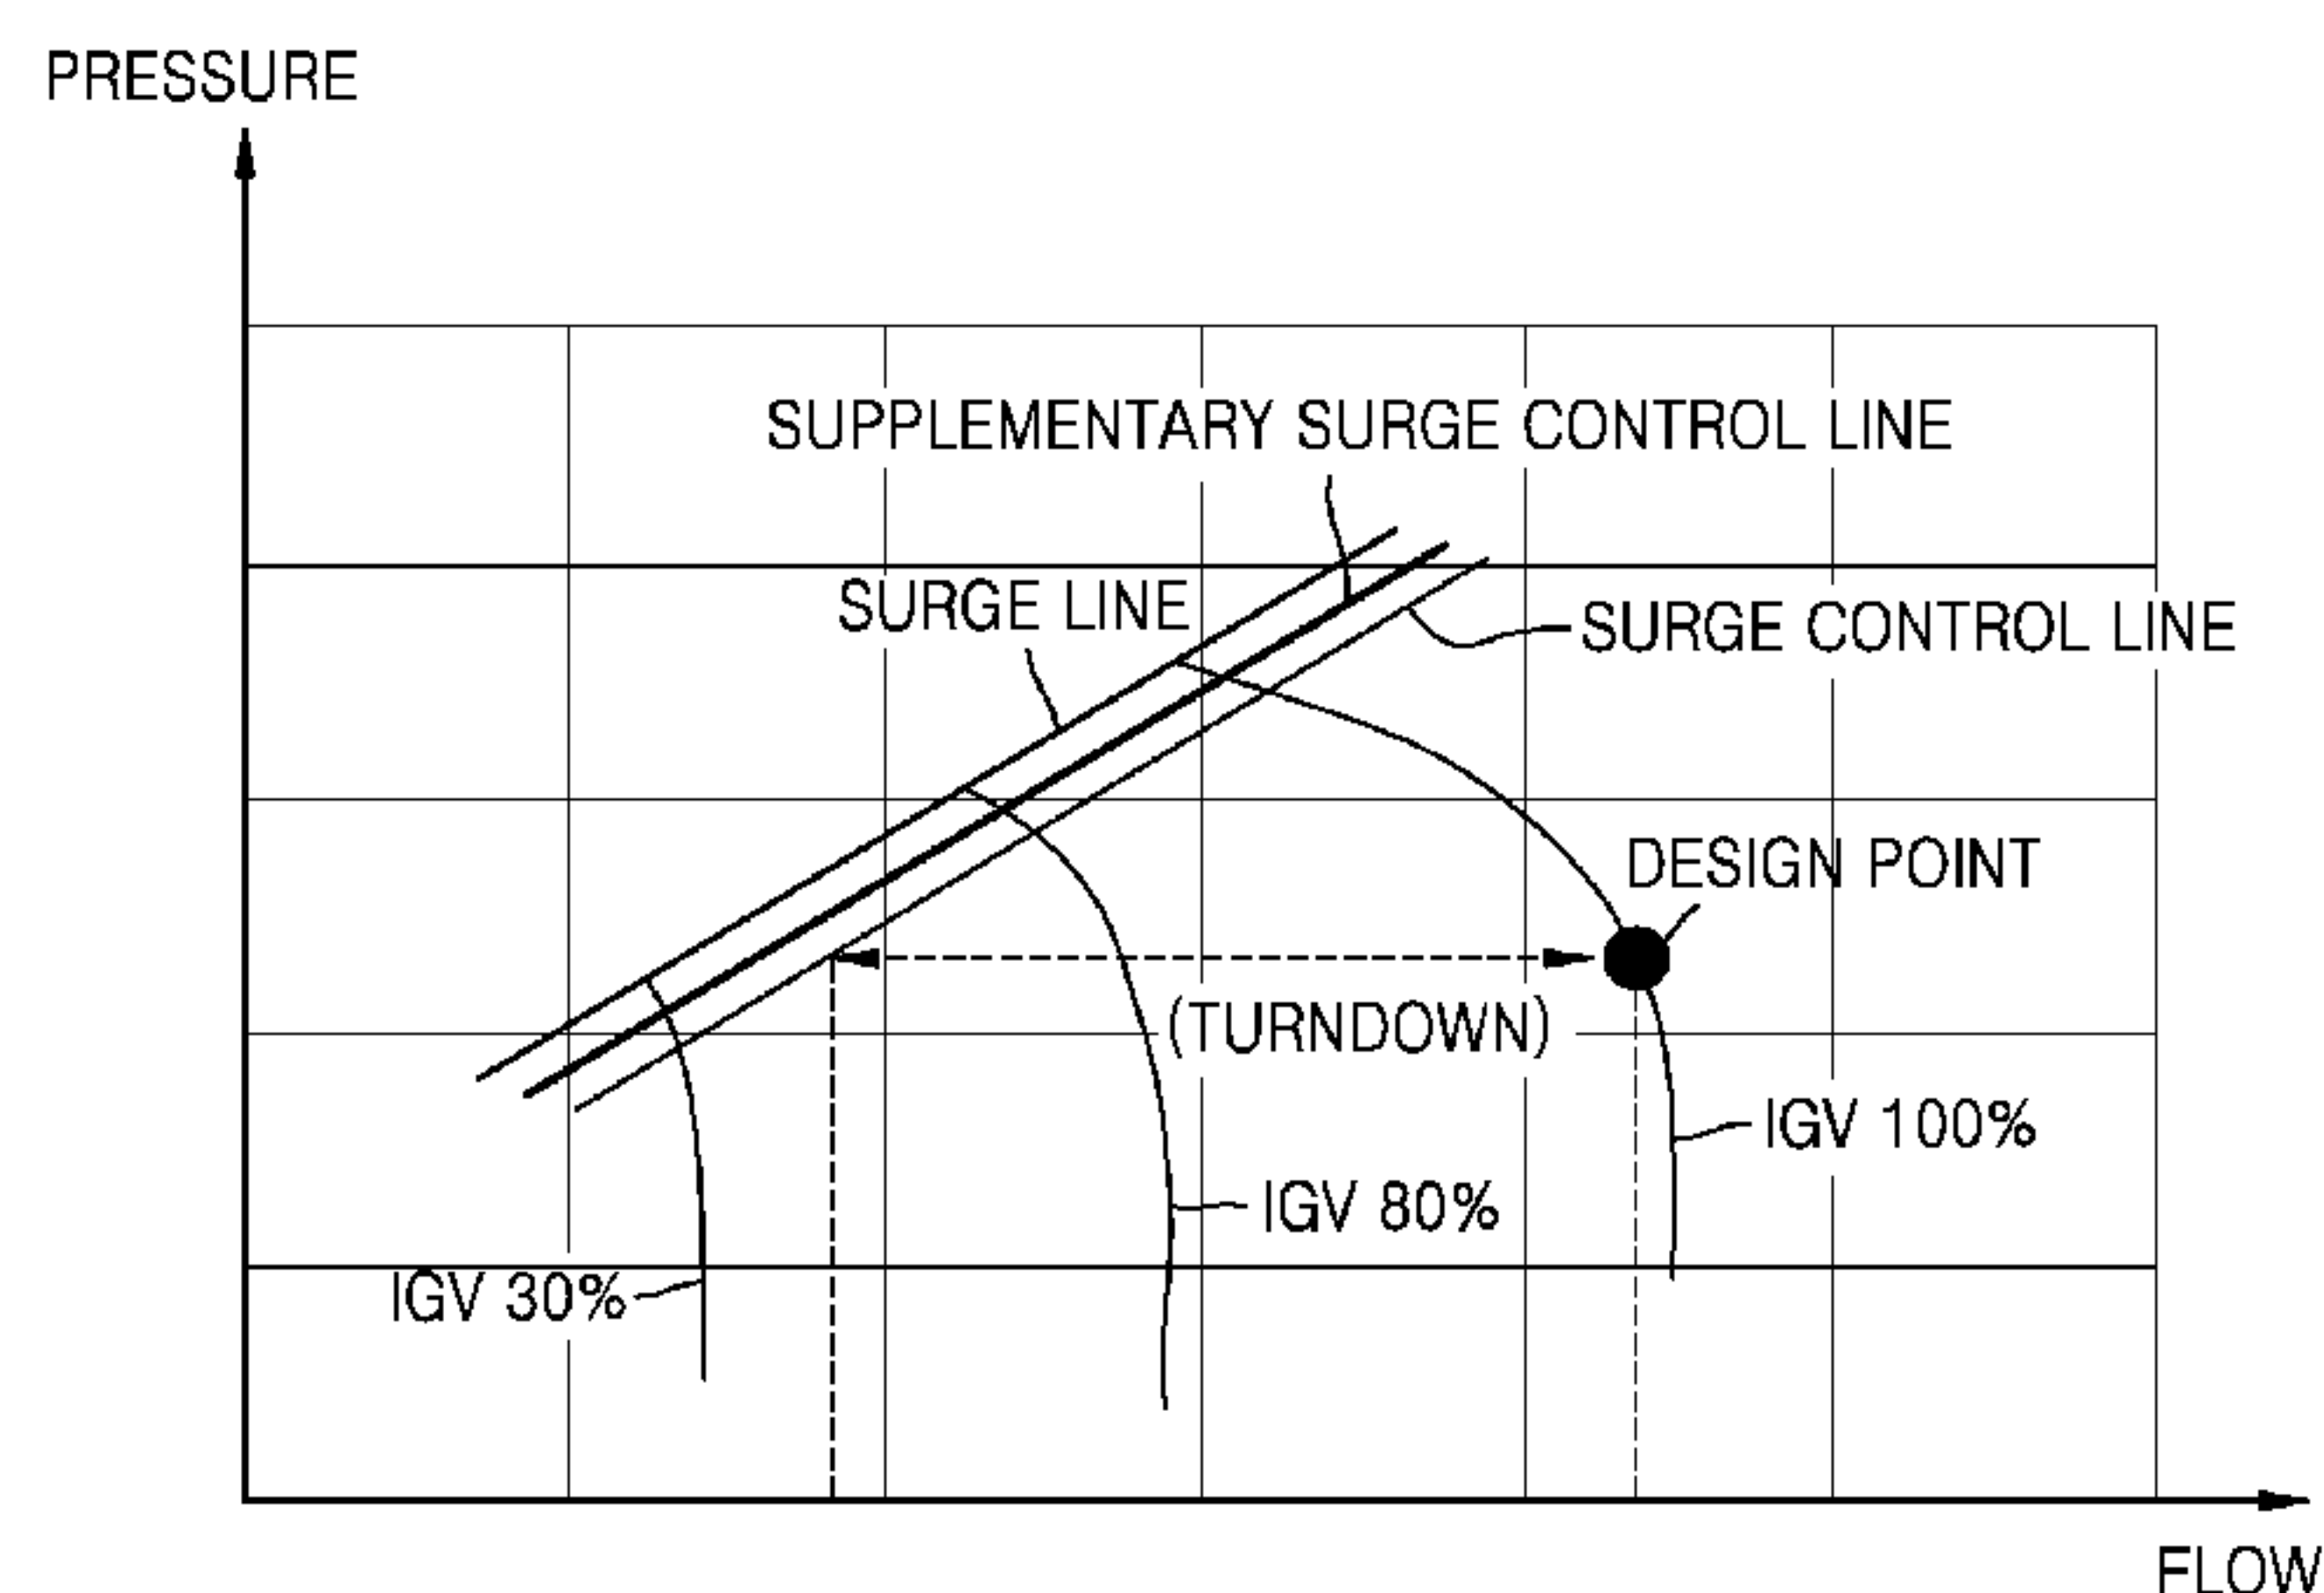 PRESSURE
SUPPLEMENTARY SURGE CONTROL LINE
SURGE LINE
SURGE CONTROL LINE
DESIGN POINT
(TURNDOWN)
IGV 100%
IGV 80%
IGV 30%
FLOW